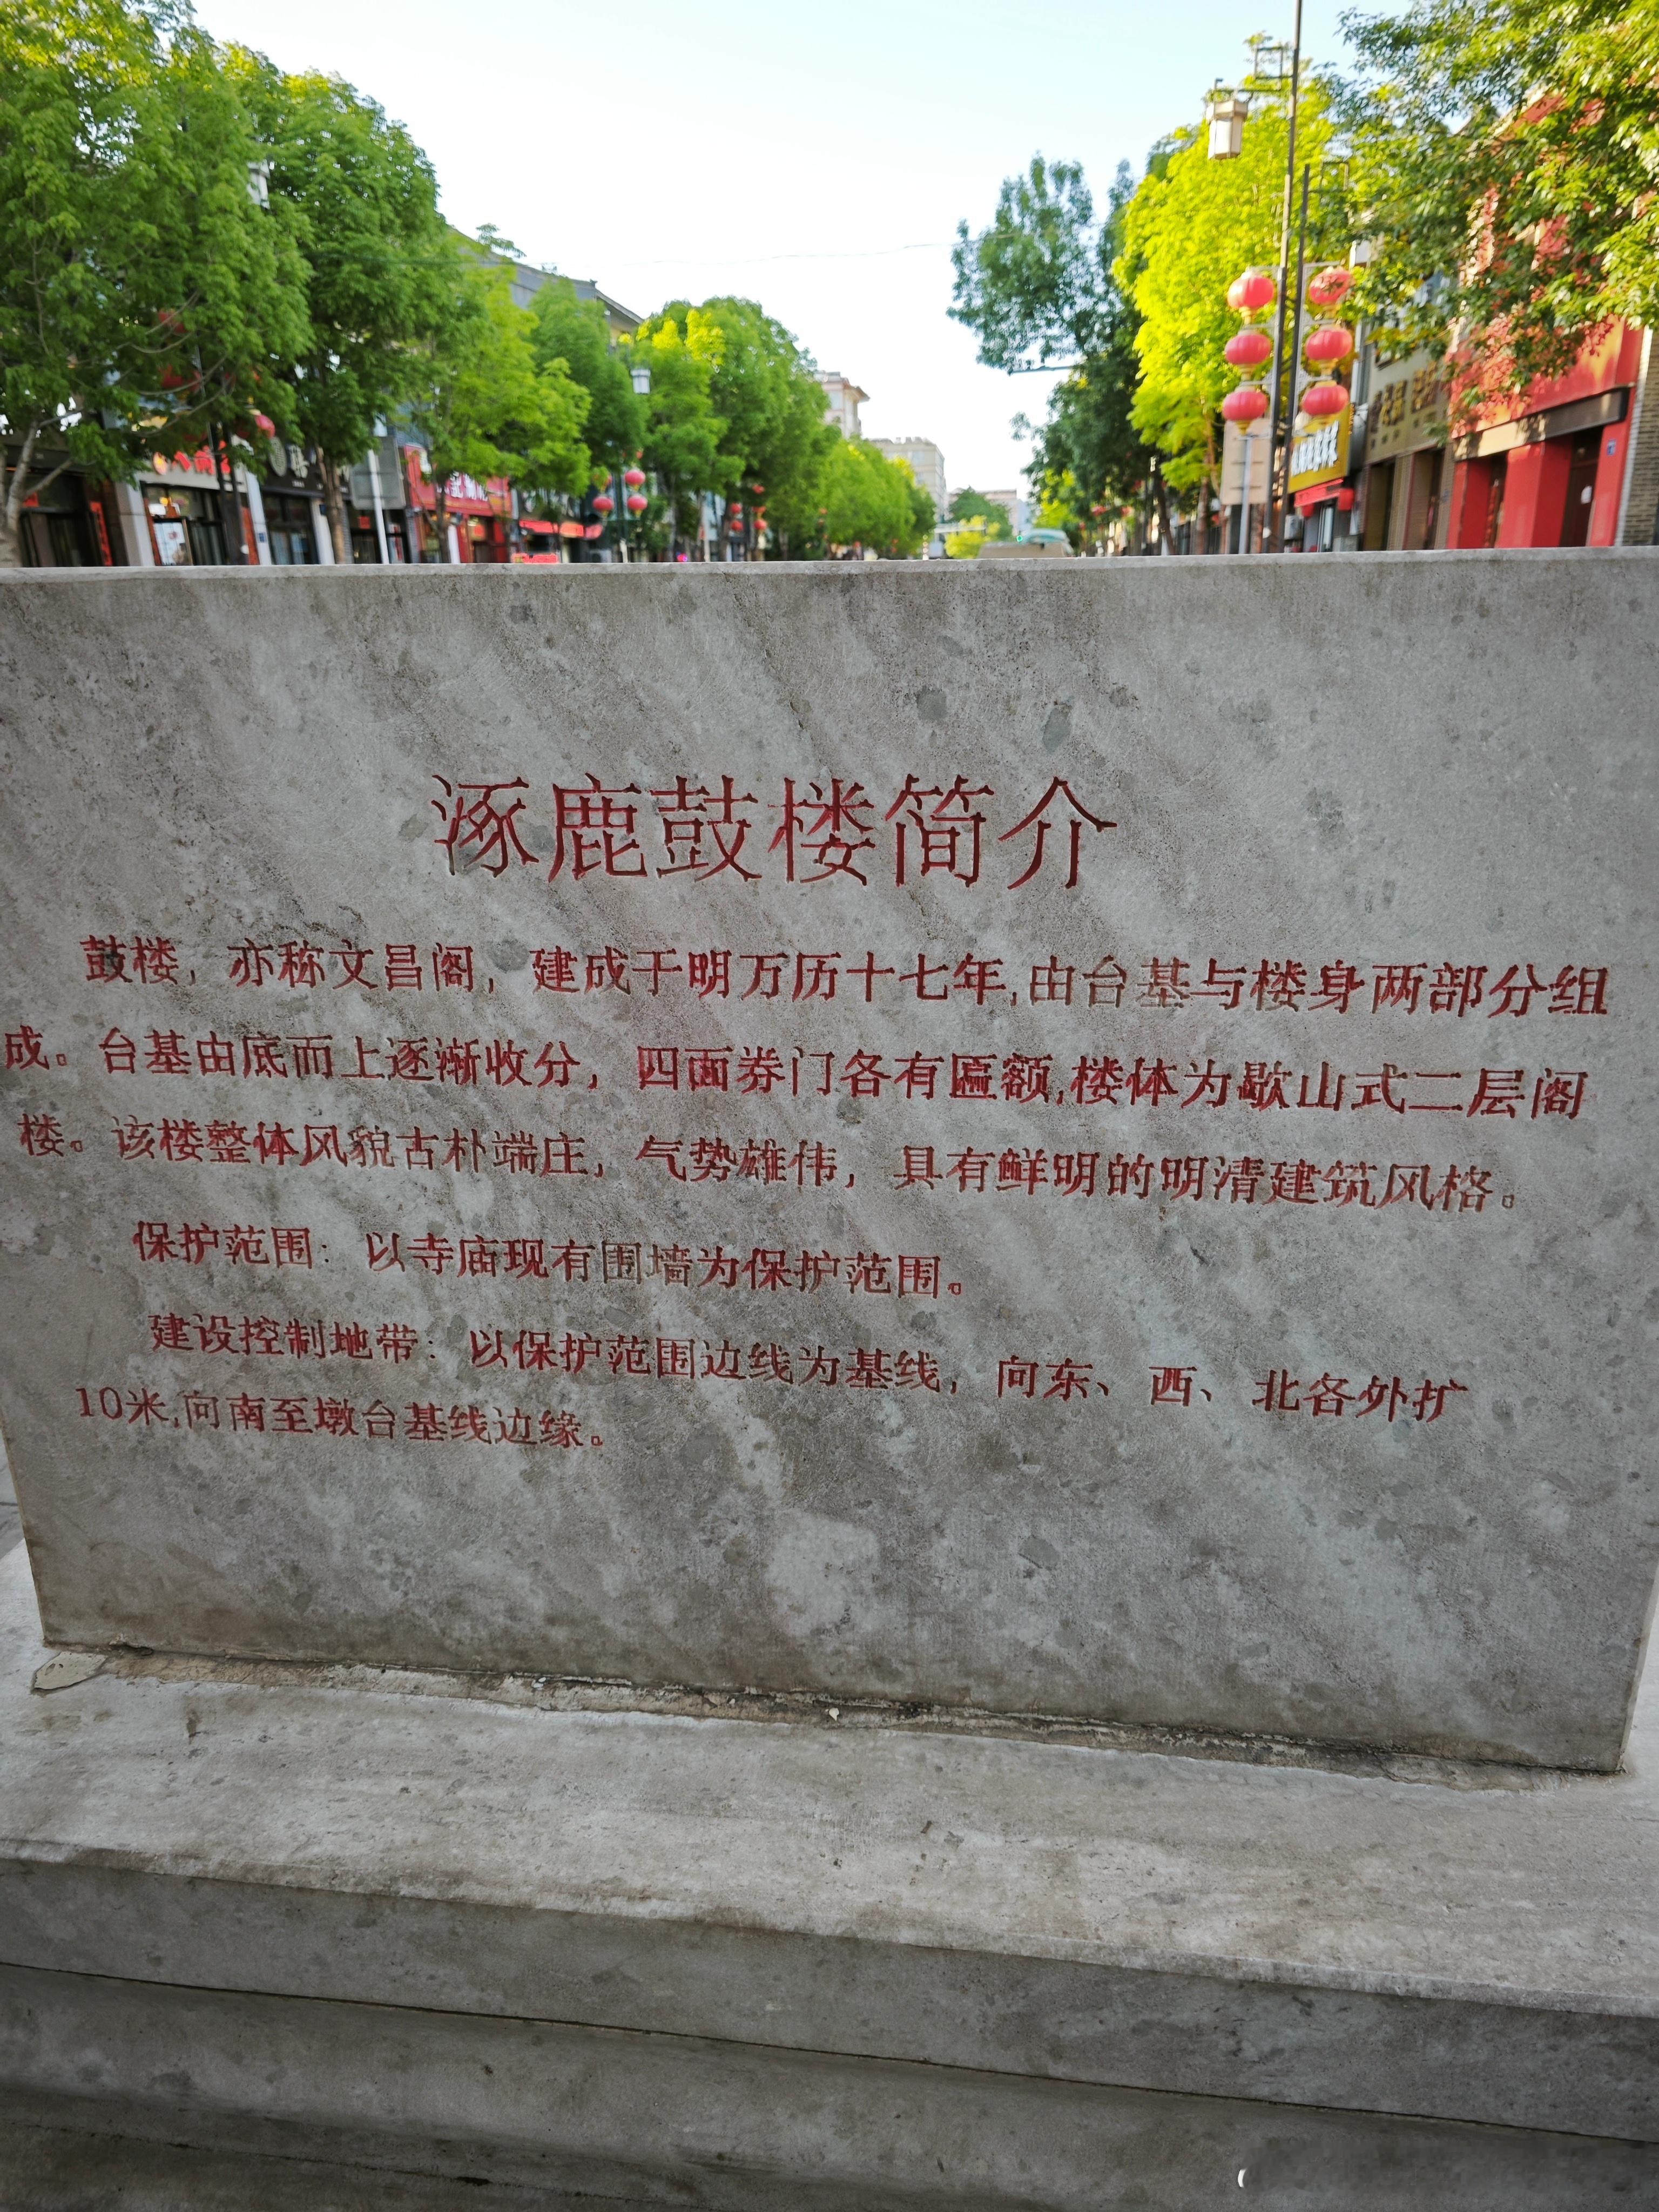 涿鹿鼓楼简介
鼓楼，亦称文昌阁，建成于明万历十七年,由台基与楼身两部分组
成。台基由底而上逐渐收分，四面券门各有匾额,楼体为歇山式二层阁
楼。该楼整体风貌古朴端庄，气势雄伟，具有鲜明的明清建筑风格。
保护范围：以寺庙现有围墙为保护范围。
建设控制地带：以保护范围边线为基线，向东、西、北各外扩
10米,向南至墩台基线边缘。